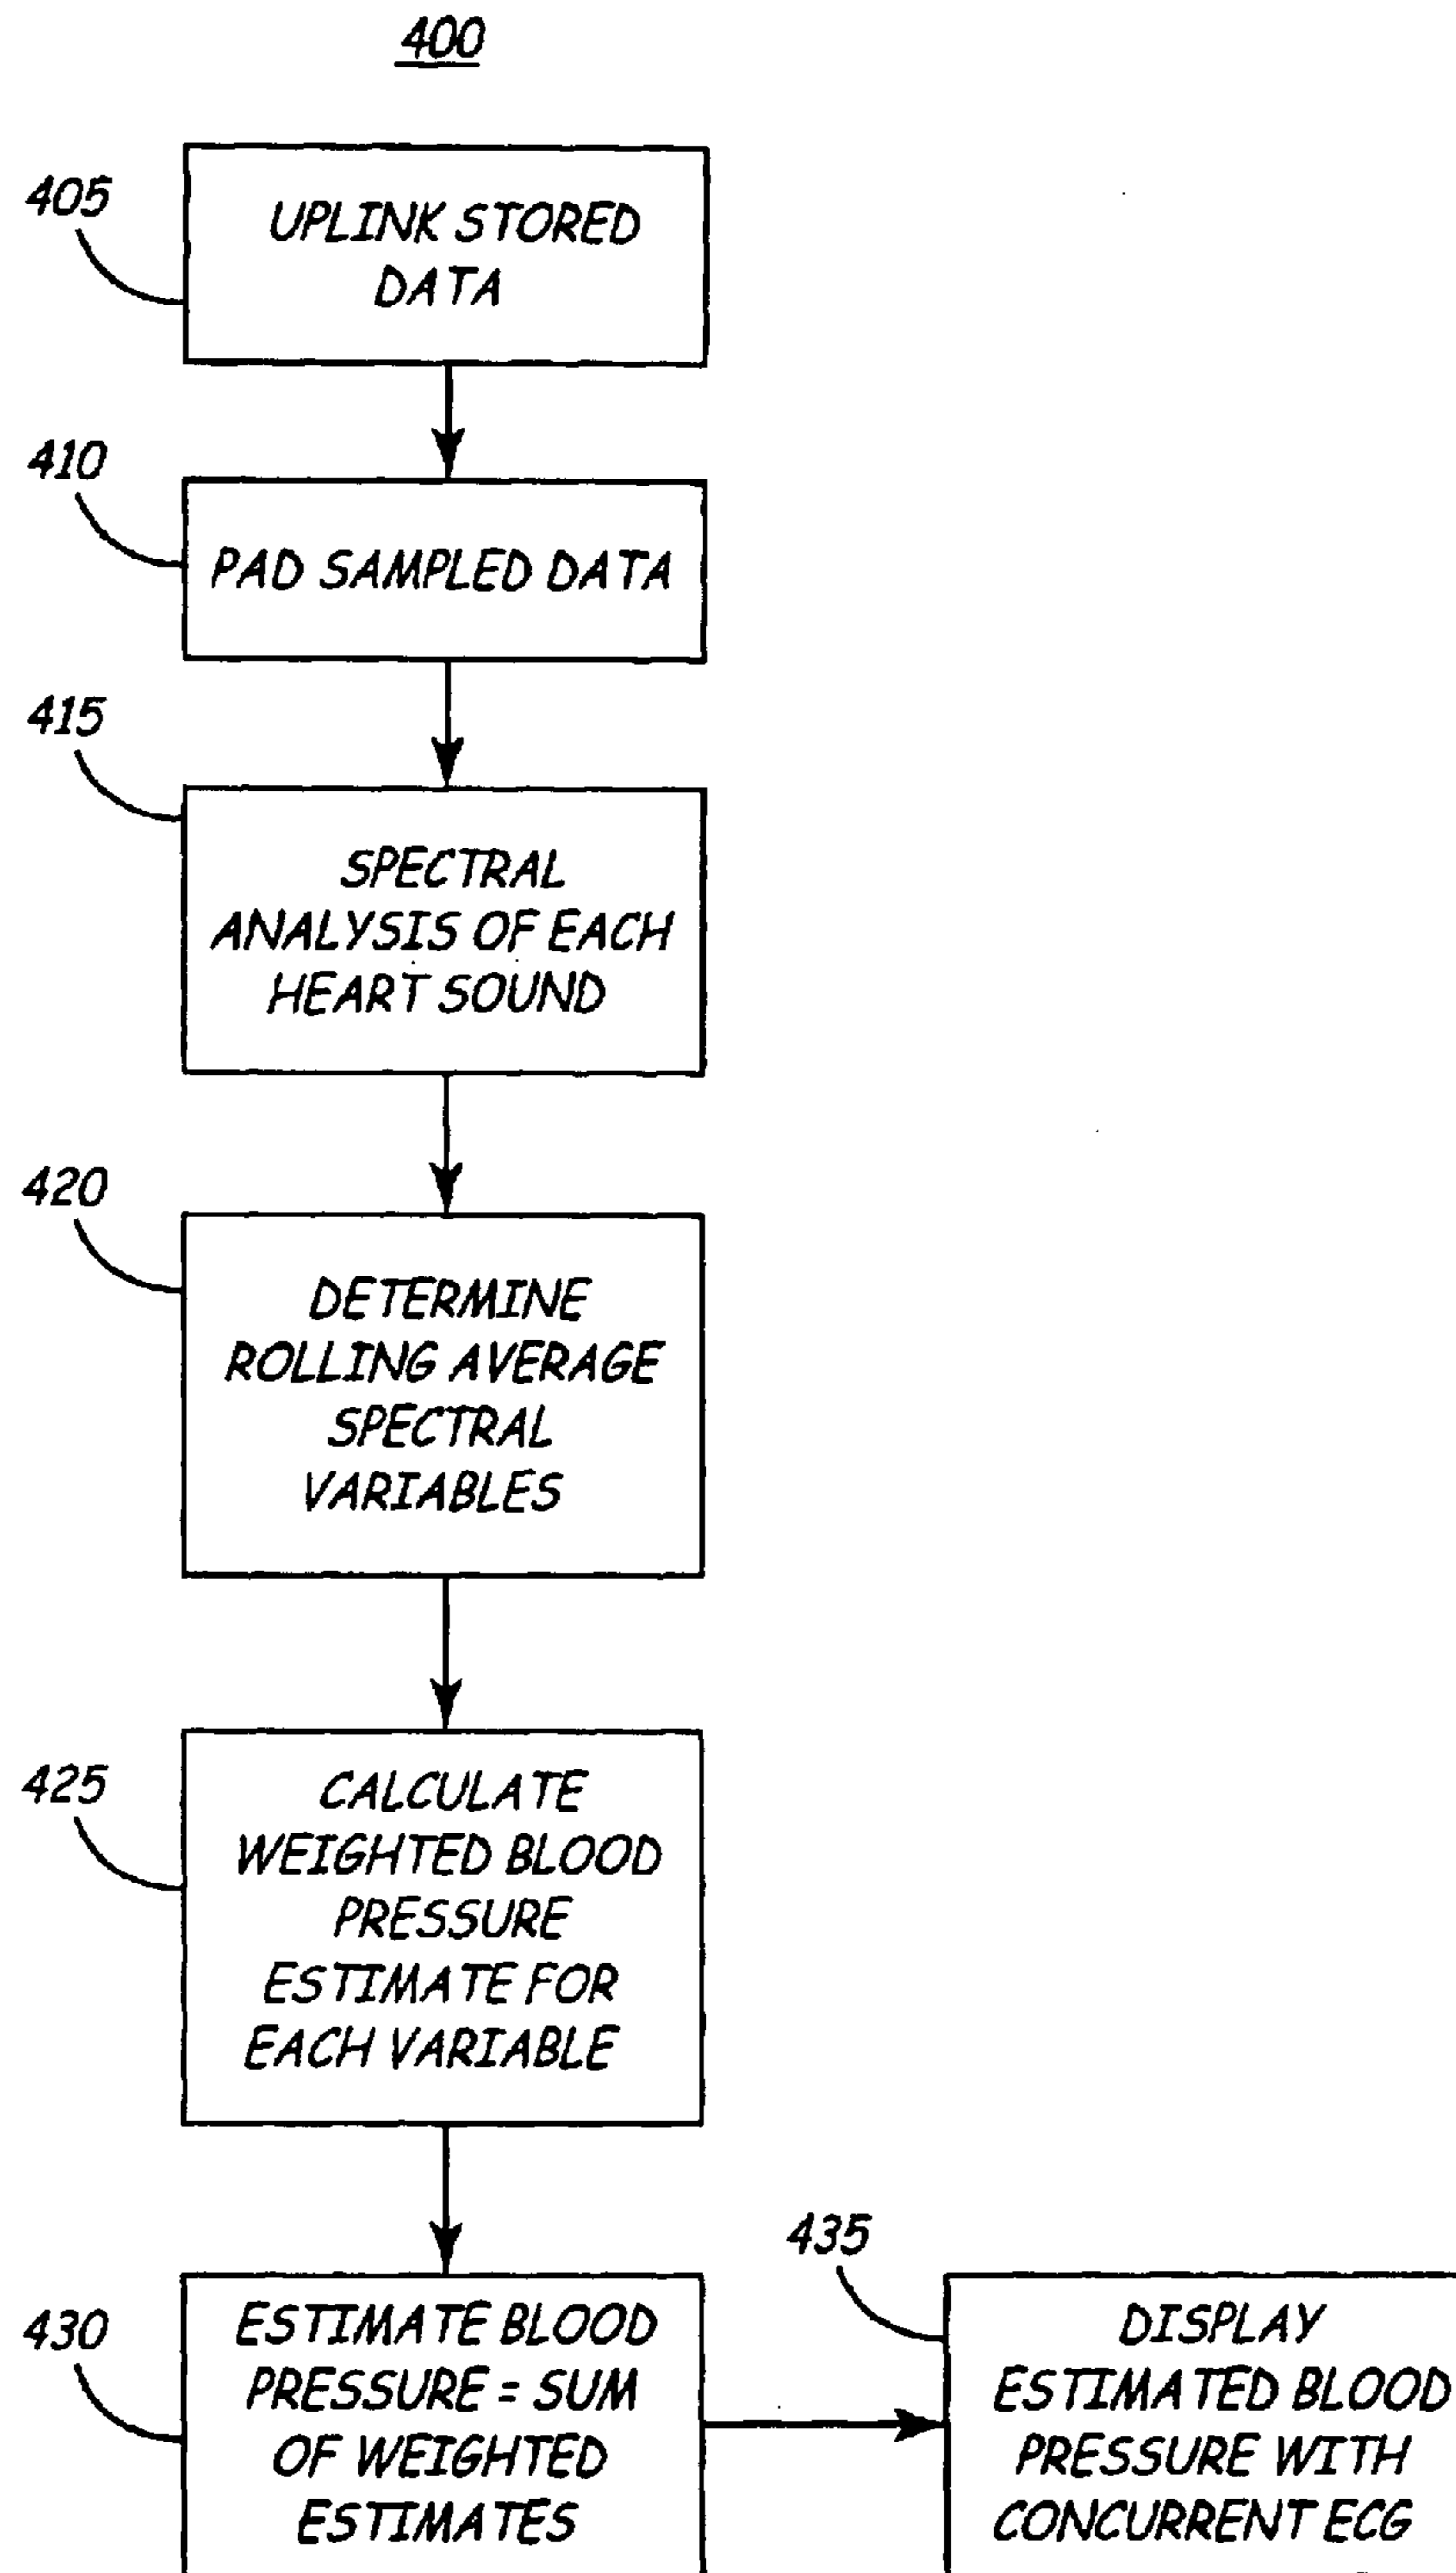 400
405
UPLINK STORED
DATA
410
PAD SAMPLED DATA
415
SPECTRAL
ANALYSIS OF EACH
HEART SOUND
420
DETERMINE
ROLLING AVERAGE
SPECTRAL
VARIABLES
425
CALCULATE
WEIGHTED BLOOD
PRESSURE
ESTIMATE FOR
EACH VARIABLE
430
ESTIMATE BLOOD
PRESSURE = SUM
OF WEIGHTED
ESTIMATES
435
DISPLAY
ESTIMATED BLOOD
PRESSURE WITH
CONCURRENT ECG